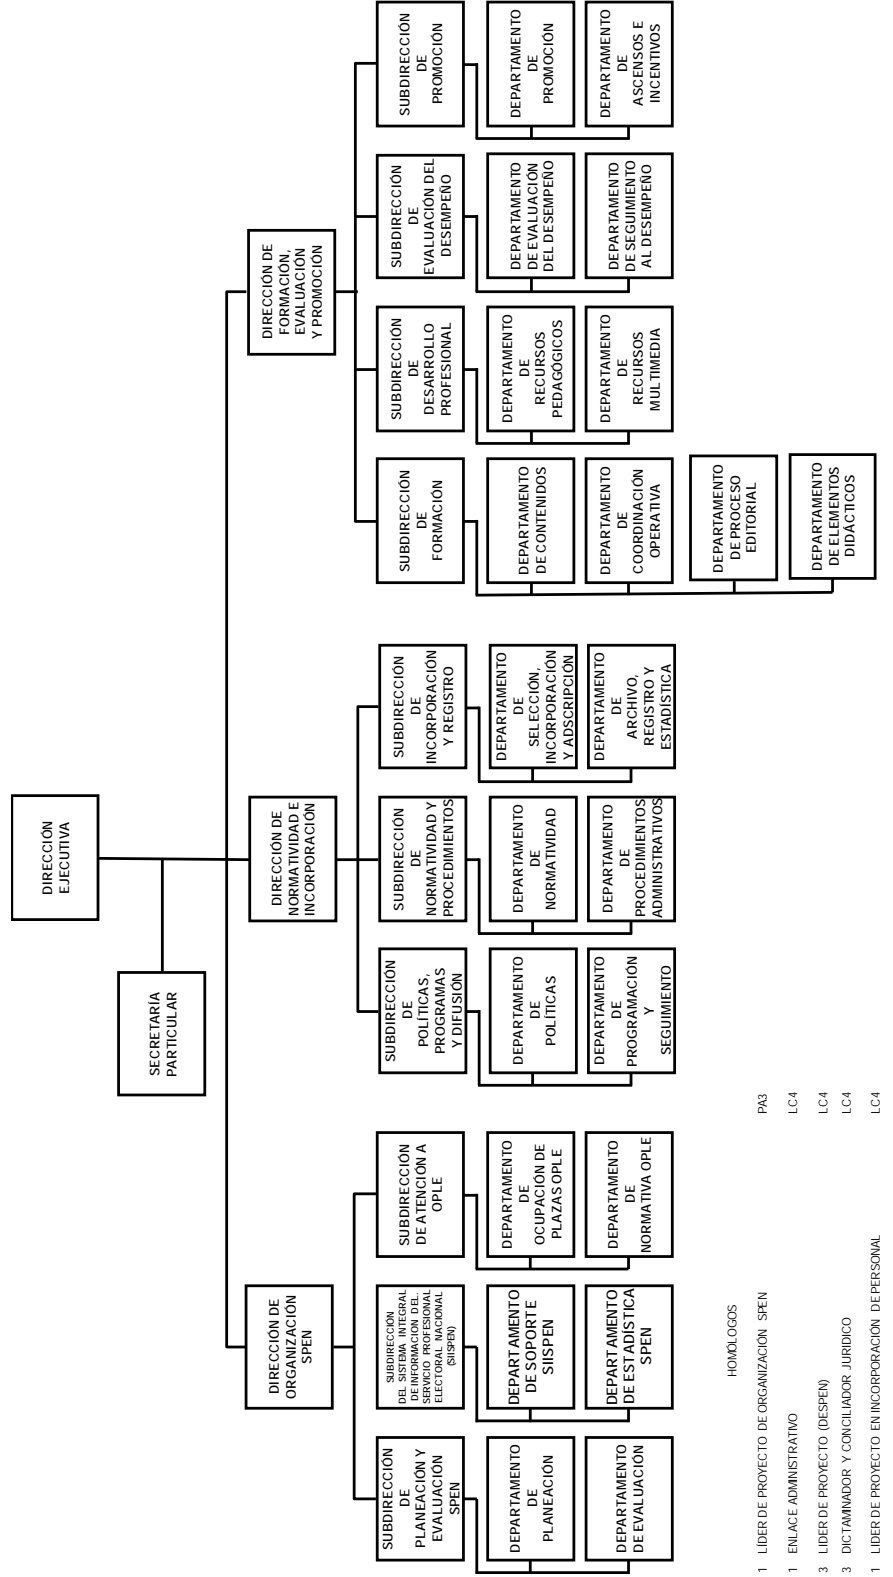 DIRECCIÓN
EJECUTIVA
SECRETARÍA
PARTICULAR
DIRECCIÓN DE
ORGANIZACIÓN
SPEN
DIRECCIÓN DE
NORMATIVIDAD E
INCORPORACIÓN
DIRECCIÓN DE
FORMACIÓN,
EVALUACIÓN
Y PROMOCIÓN
SUBDIRECCIÓN
DE
PLANEACIÓN Y
EVALUACIÓN
SPEN
SUBDIRECCIÓN
DEL SISTEMA INTEGRAL
DE INFORMACION DEL.
SERVICIO PROFESIONAL
ELECTORAL NACIONAL
(SIISPEN)
SUBDIRECCIÓN
DE ATENCIÓN A
OPLE
SUBDIRECCIÓN
DE
POLÍTICAS,
PROGRAMAS
Y DIFUSIÓN
SUBDIRECCIÓN
DE
NORMATIVIDAD Y
PROCEDIMIENTOS
SUBDIRECCIÓN
DE
INCORPORACIÓN
Y REGISTRO
SUBDIRECCIÓN
DE
FORMACIÓN
SUBDIRECCIÓN
DE
DESARROLLO
PROFESIONAL
SUBDIRECCIÓN
DE
EVALUACIÓN DEL
DESEMPEÑO
SUBDIRECCIÓN
DE
PROMOCIÓN
DEPARTAMENTO
DE
PLANEACIÓN
DEPARTAMENTO
DE SOPORTE
SIISPEN
DEPARTAMENTO
DE
OCUPACIÓN DE
PLAZAS OPLE
DEPARTAMENTO
DE
POLÍTICAS
DEPARTAMENTO
DE
NORMATIVIDAD
DEPARTAMENTO
DE
SELECCIÓN,
INCORPORACIÓN
Y ADSCRIPCIÓN
DEPARTAMENTO
DE CONTENIDOS
DEPARTAMENTO
DE
RECURSOS
PEDAGÓGICOS
DEPARTAMENTO
DE EVALUACIÓN
DEL DESEMPEÑO
DEPARTAMENTO
DE
PROMOCIÓN
DEPARTAMENTO
DE EVALUACIÓN
DEPARTAMENTO
DE ESTADÍSTICA
SPEN
DEPARTAMENTO
DE
NORMATIVA OPLE
DEPARTAMENTO
DE
PROGRAMACIÓN
Y
SEGUIMIENTO
DEPARTAMENTO
DE
PROCEDIMIENTOS
ADMINISTRATIVOS
DEPARTAMENTO
DE
ARCHIVO,
REGISTRO Y
ESTADÍSTICA
DEPARTAMENTO
DE
COORDINACIÓN
OPERATIVA
DEPARTAMENTO
DE
RECURSOS
MULTIMEDIA
DEPARTAMENTO
DE SEGUIMIENTO
AL DESEMPEÑO
DEPARTAMENTO
DE
ASCENSOS E
INCENTIVOS
DEPARTAMENTO
DE PROCESO
EDITORIAL
DEPARTAMENTO
DE ELEMENTOS
DIDÁCTICOS
HOMÓLOGOS
1 LÍDER DE PROYECTO DE ORGANIZACIÓN SPEN PA3
1 ENLACE ADMINISTRATIVO LC4
3 LIDER DE PROYECTO (DESPEN) LC4
3 DICTAMINADOR Y CONCILIADOR JURIDICO LC4
1 LIDER DE PROYECTO EN INCORPORACIÓN DE PERSONAL LC4